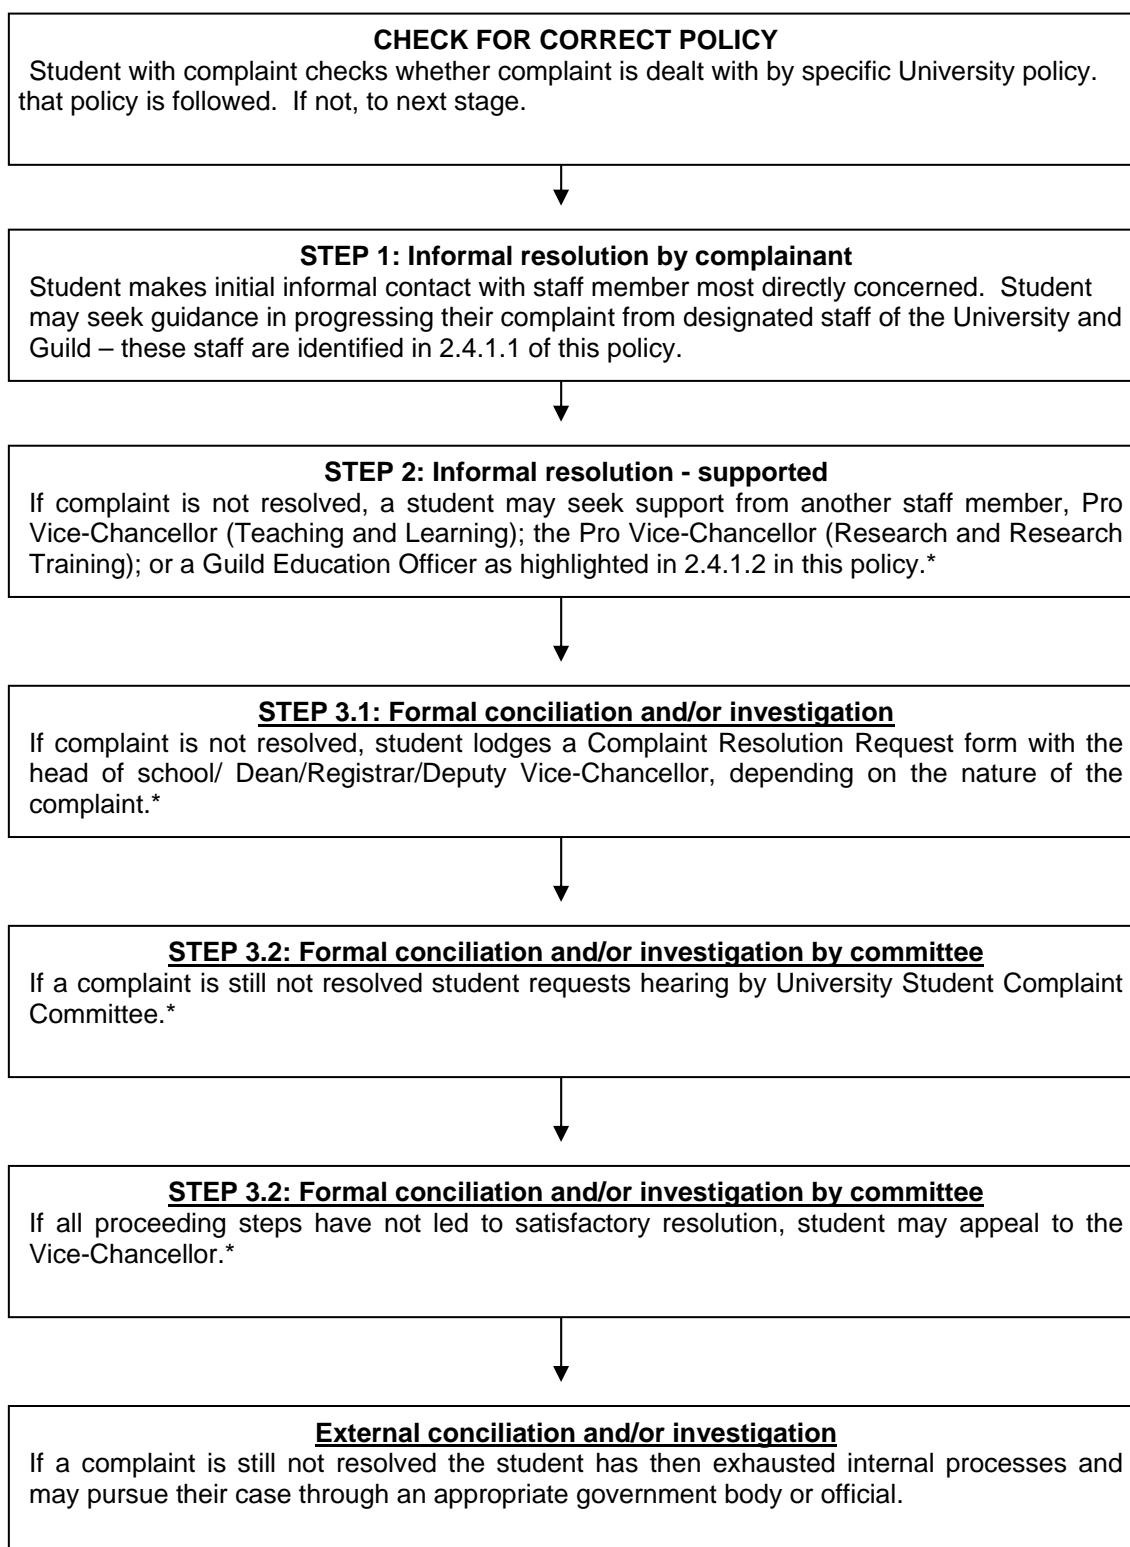 CHECK FOR CORRECT POLICY
Student with complaint checks whether complaint is dealt with by specific University policy.
that policy is followed.  If not, to next stage.
STEP 1: Informal resolution by complainant
Student makes initial informal contact with staff member most directly concerned.  Student
may seek guidance in progressing their complaint from designated staff of the University and
Guild – these staff are identified in 2.4.1.1 of this policy.
STEP 2: Informal resolution - supported
If complaint is not resolved, a student may seek support from another staff member, Pro
Vice-Chancellor (Teaching and Learning); the Pro Vice-Chancellor (Research and Research
Training); or a Guild Education Officer as highlighted in 2.4.1.2 in this policy.*
STEP 3.1: Formal conciliation and/or investigation
If complaint is not resolved, student lodges a Complaint Resolution Request form with the
head of school/ Dean/Registrar/Deputy Vice-Chancellor, depending on the nature of the
complaint.*
STEP 3.2: Formal conciliation and/or investigation by committee
If a complaint is still not resolved student requests hearing by University Student Complaint
Committee.*
STEP 3.2: Formal conciliation and/or investigation by committee
If all proceeding steps have not led to satisfactory resolution, student may appeal to the
Vice-Chancellor.*
External conciliation and/or investigation
If a complaint is still not resolved the student has then exhausted internal processes and
may pursue their case through an appropriate government body or official.